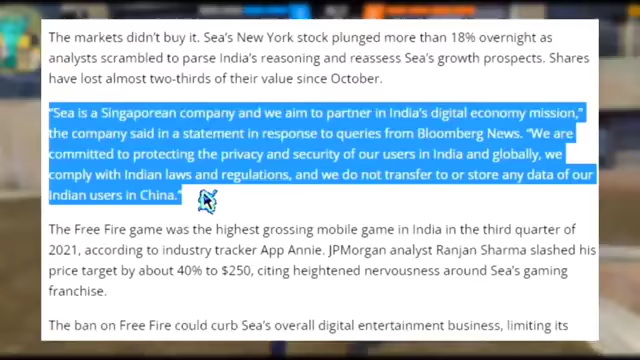 The markets didn't buy it. Sea's New York stock plunged more than 18% overnight as
analysts scrambled to parse India's reasoning and reassess Sea's growth prospects. Shares
have lost almost two-thirds of their value since October.
"Sea is a Singaporean company and we aim to partner in India's digital economy mission,"
the company said in a statement in response to queries from Bloomberg News. "We are
committed to protecting the privacy and security of our users in India and globally, we
comply with Indian laws and regulations, and we do not transfer to or store any data of our
Indian users in China."
The Free Fire game was the highest grossing mobile game in India in the third quarter of
2021, according to industry tracker App Annie. JPMorgan analyst Ranjan Sharma slashed his
price target by about 40% to $250, citing heightened nervousness around Sea's gaming
franchise.
The ban on Free Fire could curb Sea's overall digital entertainment business, limiting its